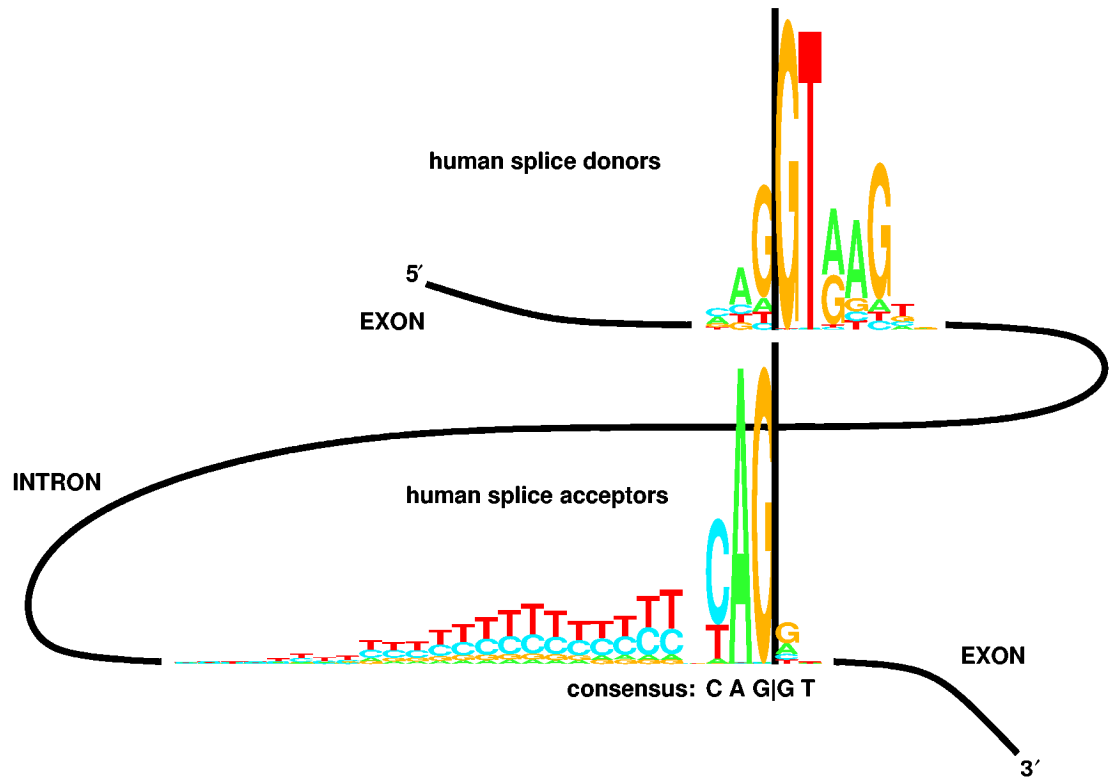 human splice donors
5′
EXON
INTRON
human splice acceptors
EXON
consensus: C A G|G T
3′